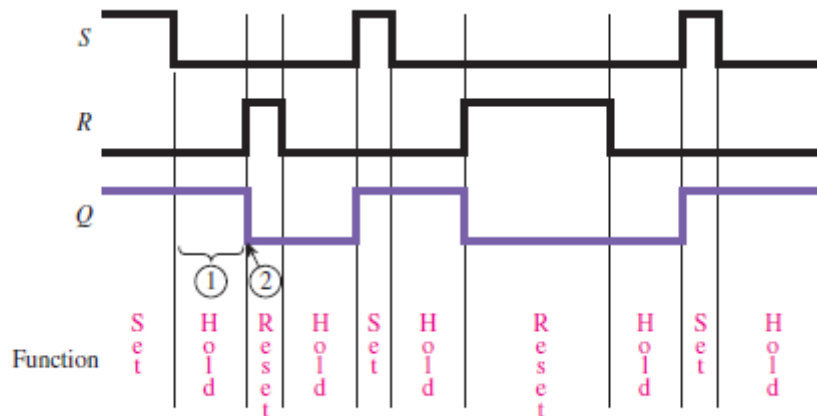 S
R
Q
1 2
Function Set Hold Reset Hold Set Hold Reset Hold Set Hold